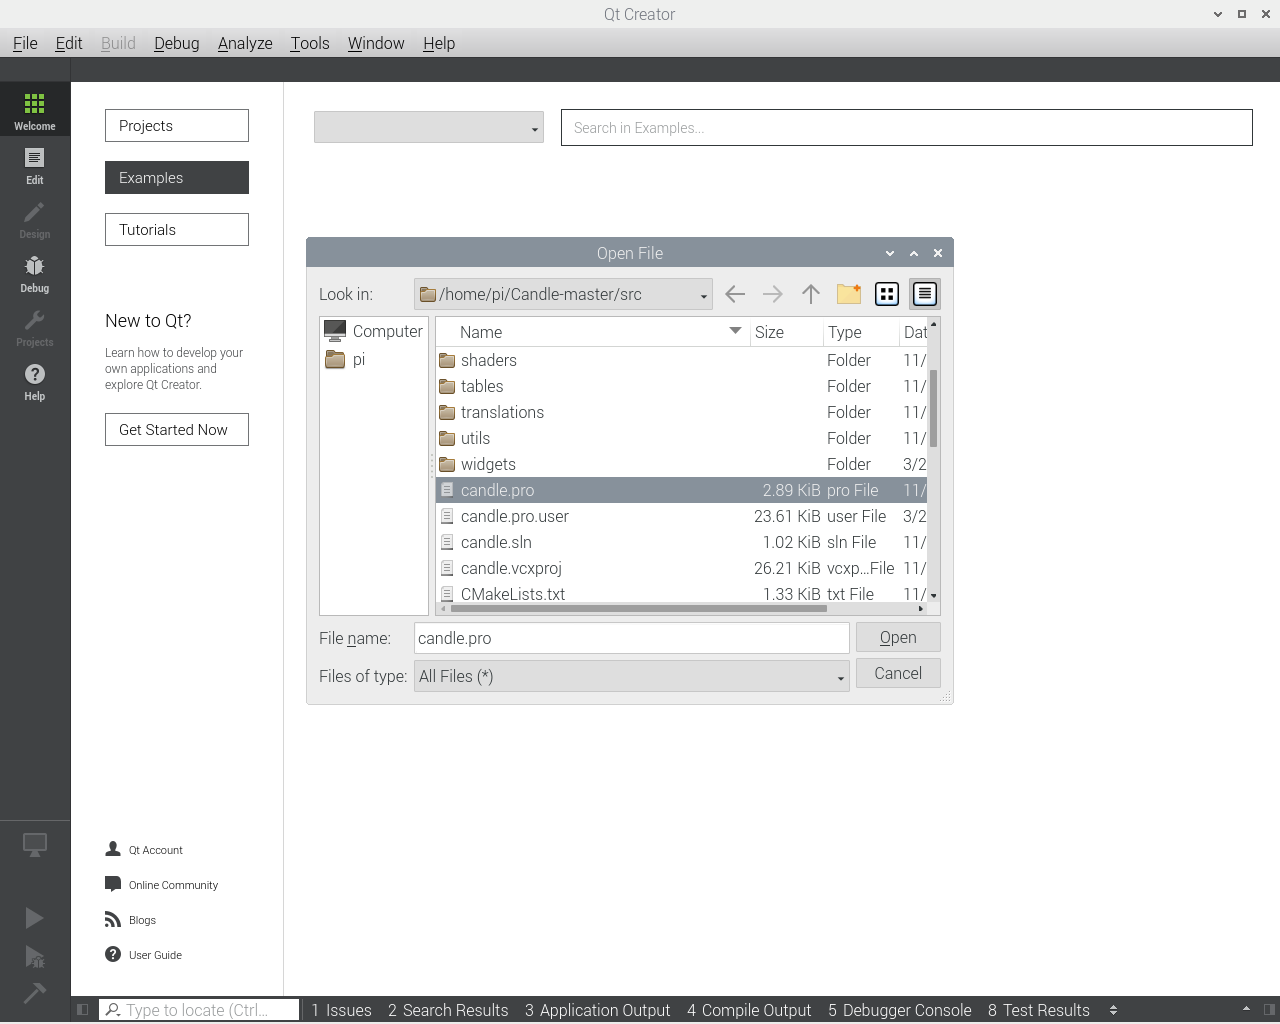 Qt Creator
File Edit Build Debug Analyze Tools Window Help
Welcome
Edit
Design
Debug
Projects
Help
Projects
Examples
Tutorials
New to Qt?
Learn how to develop your
own applications and
explore Qt Creator.
Get Started Now
Qt Account
Online Community
Blogs
User Guide
Search in Examples...
Open File
Look in: /home/pi/Candle-master/src
Computer
pi
Name Size Type Dat
shaders Folder 11/
tables Folder 11/
translations Folder 11/
utils Folder 11/
widgets Folder 3/2
candle.pro 2.89 KiB pro File 11/
candle.pro.user 23.61 KiB user File 3/2
candle.sln 1.02 KiB sln File 11/
candle.vcxproj 26.21 KiB vcxp...File 11/
CMakeLists.txt 1.33 KiB txt File 11/
File name: candle.pro Open
Files of type: All Files (*) Cancel
Type to locate (Ctrl... 1 Issues 2 Search Results 3 Application Output 4 Compile Output 5 Debugger Console 8 Test Results